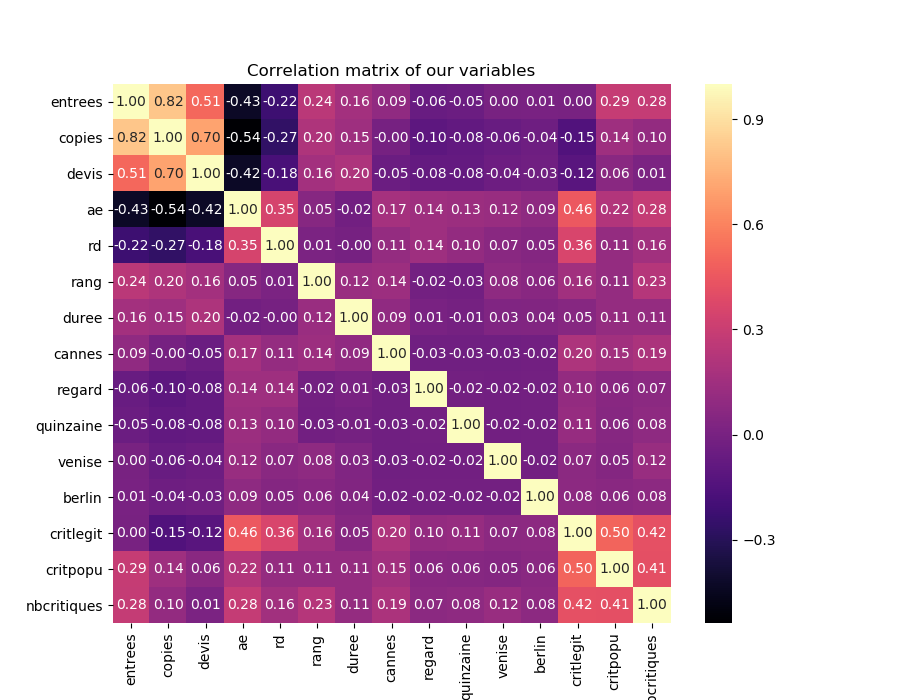 Correlation matrix of our variables
entrees 1.00 0.82 0.51 -0.43 -0.22 0.24 0.16 0.09 -0.06 -0.05 0.00 0.01 0.00 0.29 0.28
copies 0.82 1.00 0.70 -0.54 -0.27 0.20 0.15 -0.00 -0.10 -0.08 -0.06 -0.04 -0.15 0.14 0.10
devis 0.51 0.70 1.00 -0.42 -0.18 0.16 0.20 -0.05 -0.08 -0.08 -0.04 -0.03 -0.12 0.06 0.01
ae -0.43 -0.54 -0.42 1.00 0.35 0.05 -0.02 0.17 0.14 0.13 0.12 0.09 0.46 0.22 0.28
rd -0.22 -0.27 -0.18 0.35 1.00 0.01 -0.00 0.11 0.14 0.10 0.07 0.05 0.36 0.11 0.16
rang 0.24 0.20 0.16 0.05 0.01 1.00 0.12 0.14 -0.02 -0.03 0.08 0.06 0.16 0.11 0.23
duree 0.16 0.15 0.20 -0.02 -0.00 0.12 1.00 0.09 0.01 -0.01 0.03 0.04 0.05 0.11 0.11
cannes 0.09 -0.00 -0.05 0.17 0.11 0.14 0.09 1.00 -0.03 -0.03 -0.03 -0.02 0.20 0.15 0.19
regard -0.06 -0.10 -0.08 0.14 0.14 -0.02 0.01 -0.03 1.00 -0.02 -0.02 -0.02 0.10 0.06 0.07
quinzaine -0.05 -0.08 -0.08 0.13 0.10 -0.03 -0.01 -0.03 -0.02 1.00 -0.02 -0.02 0.11 0.06 0.08
venise 0.00 -0.06 -0.04 0.12 0.07 0.08 0.03 -0.03 -0.02 -0.02 1.00 -0.02 0.07 0.05 0.12
berlin 0.01 -0.04 -0.03 0.09 0.05 0.06 0.04 -0.02 -0.02 -0.02 -0.02 1.00 0.08 0.06 0.08
critlegit 0.00 -0.15 -0.12 0.46 0.36 0.16 0.05 0.20 0.10 0.11 0.07 0.08 1.00 0.50 0.42
critpopu 0.29 0.14 0.06 0.22 0.11 0.11 0.11 0.15 0.06 0.06 0.05 0.06 0.50 1.00 0.41
nbcritiques 0.28 0.10 0.01 0.28 0.16 0.23 0.11 0.19 0.07 0.08 0.12 0.08 0.42 0.41 1.00
entrees
copies
devis
ae
rd
rang
duree
cannes
regard
quinzaine
venise
berlin
critlegit
critpopu
bcritiques
0.9
0.6
0.3
0.0
−0.3